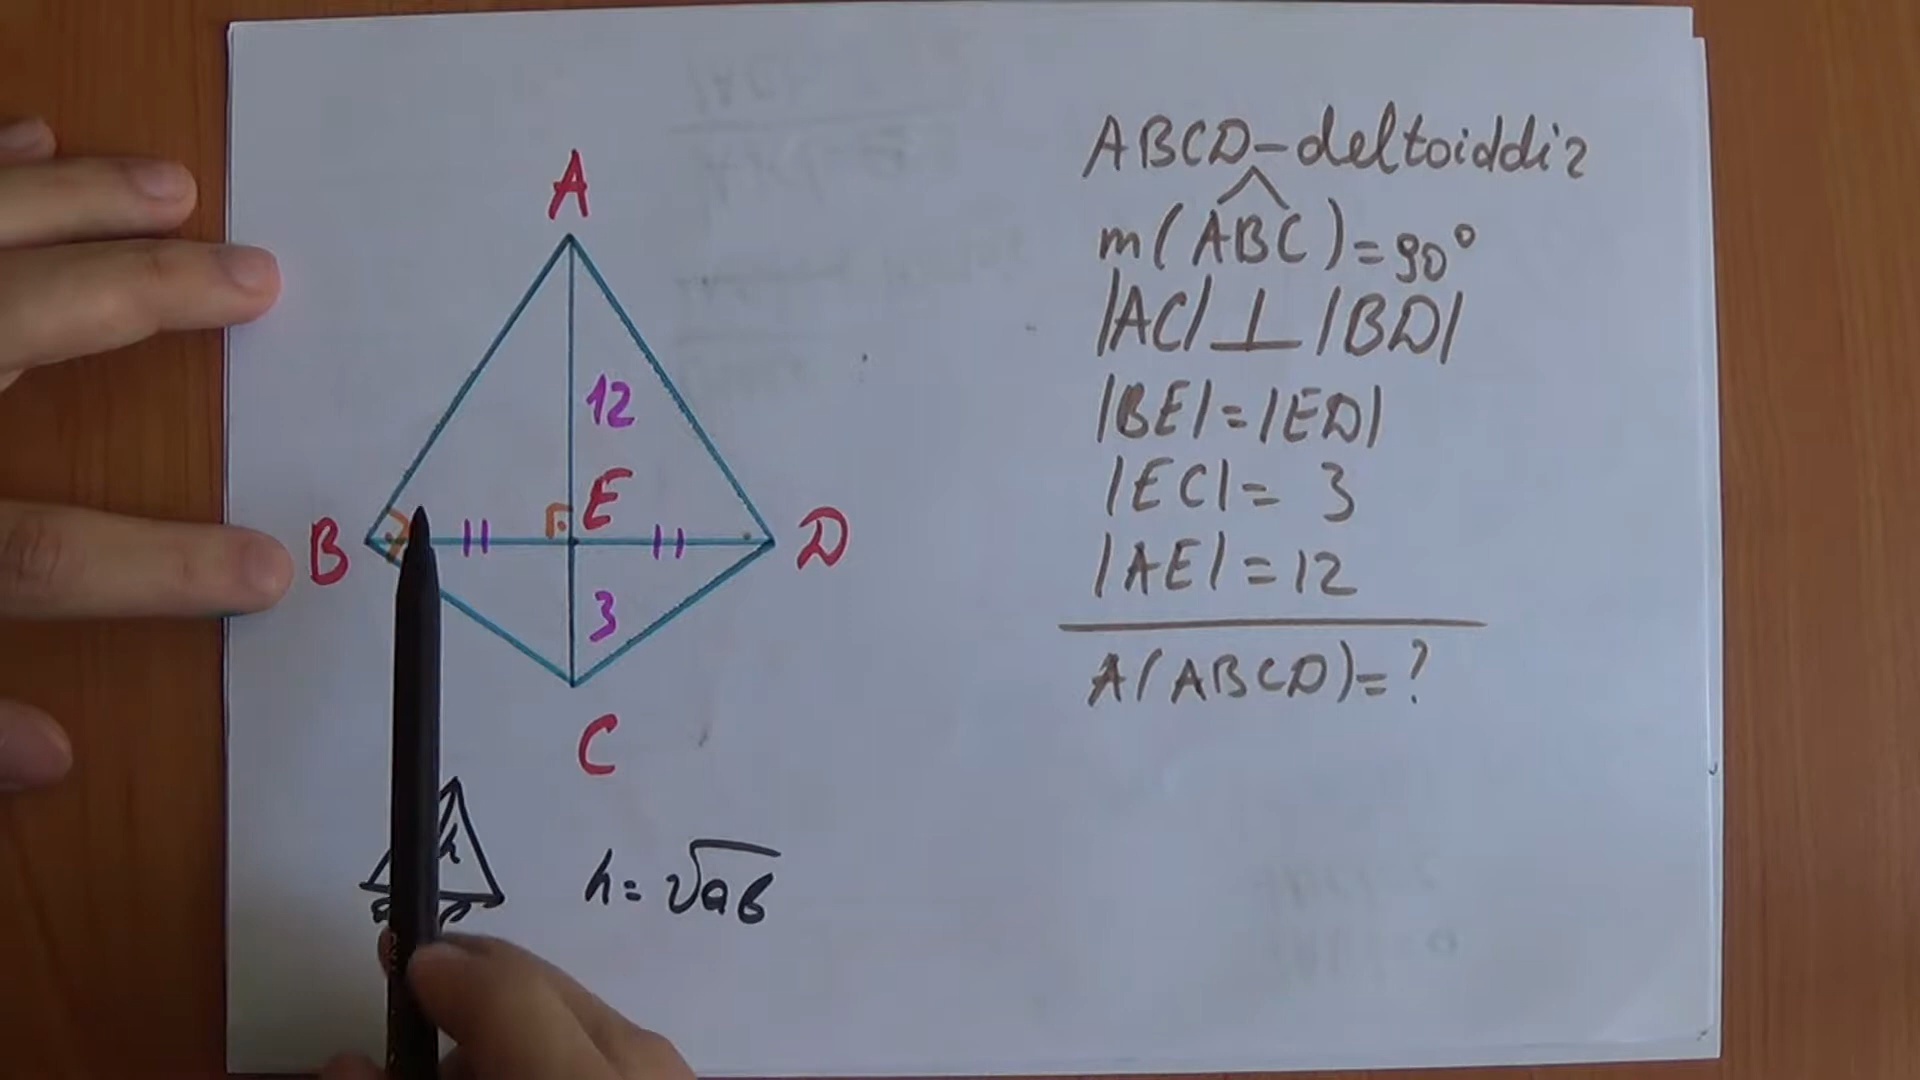 A
12
E
B
D
3
C
h
h = √ab
ABCD - deltoiddir
m(ABC) = 90°
|AC| ⊥ |BD|
|BE| = |ED|
|EC| = 3
|AE| = 12
A(ABCD) = ?